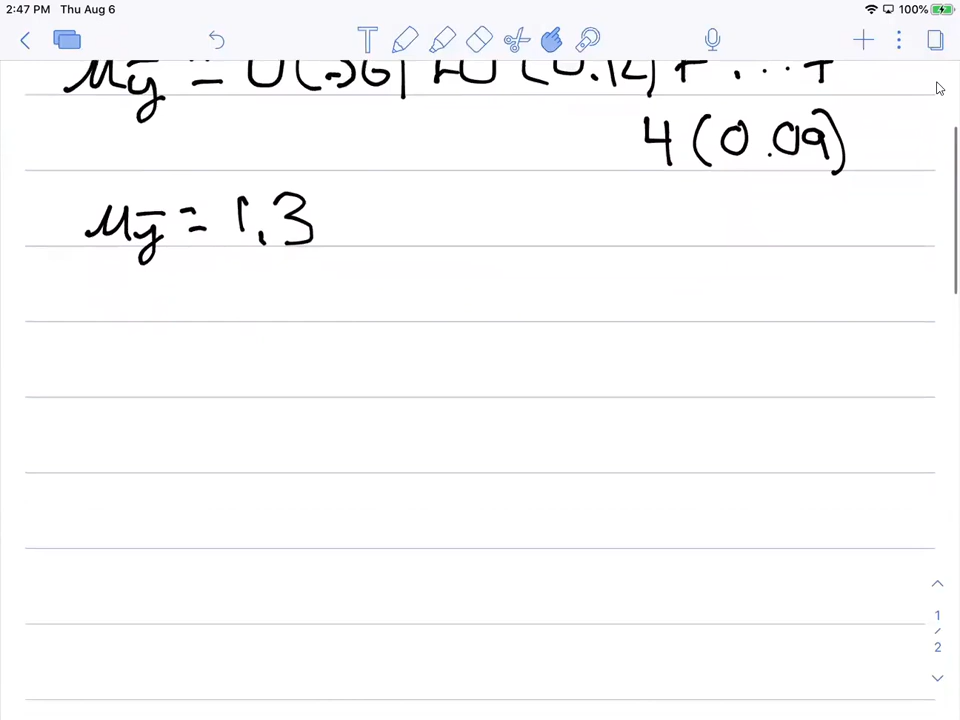 2:47 PM Thu Aug 6
100%
T
4 (0.09)
μȳ = 1.3
1
/
2